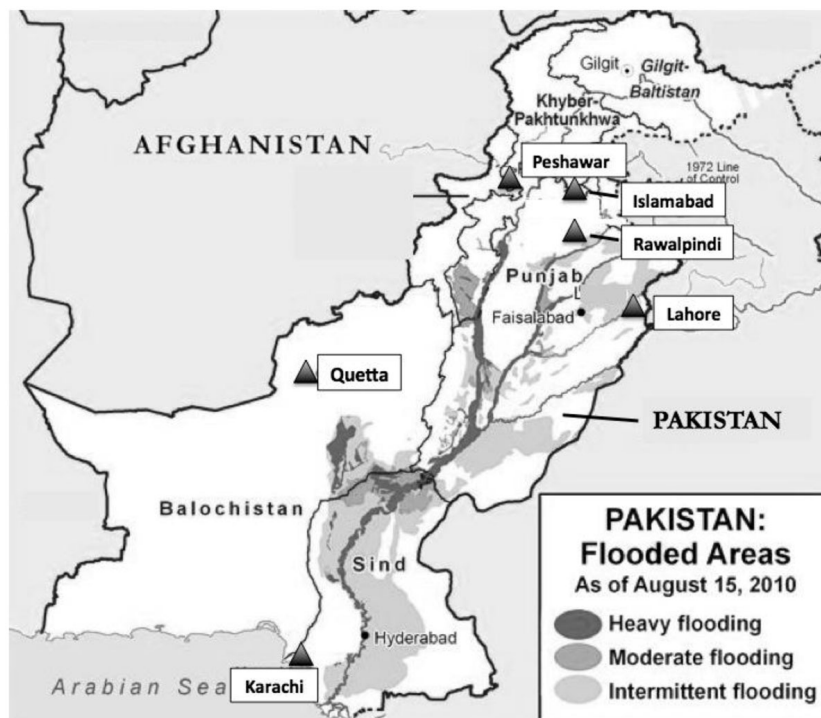 Gilgit
Gilgit-
Baltistan
Khyber-
Pakhtunkhwa
AFGHANISTAN
Peshawar
1972 Line
of Control
Islamabad
Rawalpindi
Punjab
L
Faisalabad
Lahore
Quetta
PAKISTAN
Balochistan
Sind
Hyderabad
Karachi
Arabian Sea
PAKISTAN:
Flooded Areas
As of August 15, 2010
Heavy flooding
Moderate flooding
Intermittent flooding